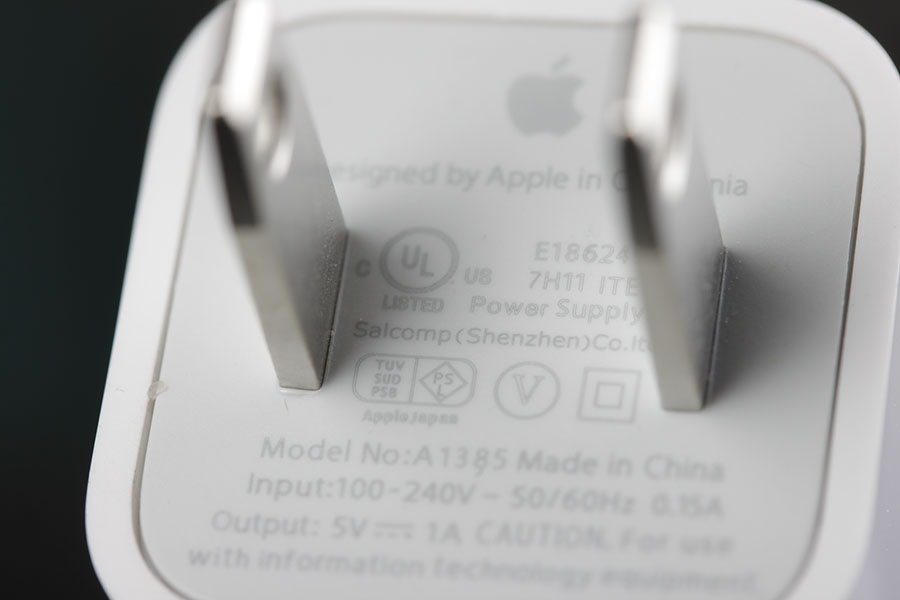 esigned by Apple in C nia
C UL US E18624
LISTED 7H11 ITE
Power Supply
Salcomp(Shenzhen)Co.lt
TUV SUD PSB PS L
V
AppleJapan
Model No:A1385 Made in China
Input:100-240V ~ 50/60Hz 0.15A
Output: 5V 1A CAUTION. For use
with information technology equipment.